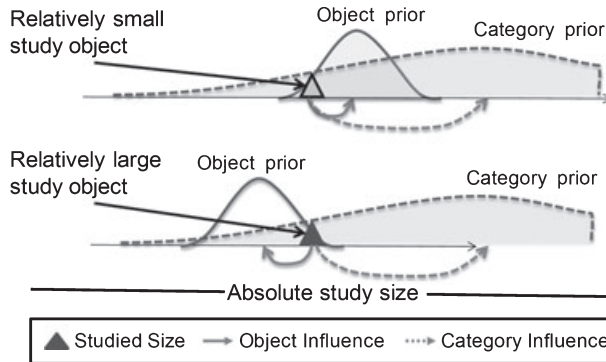 Relatively small
study object
Object prior
Category prior
Relatively large
study object
Object prior
Category prior
Absolute study size
Studied Size
Object Influence
Category Influence